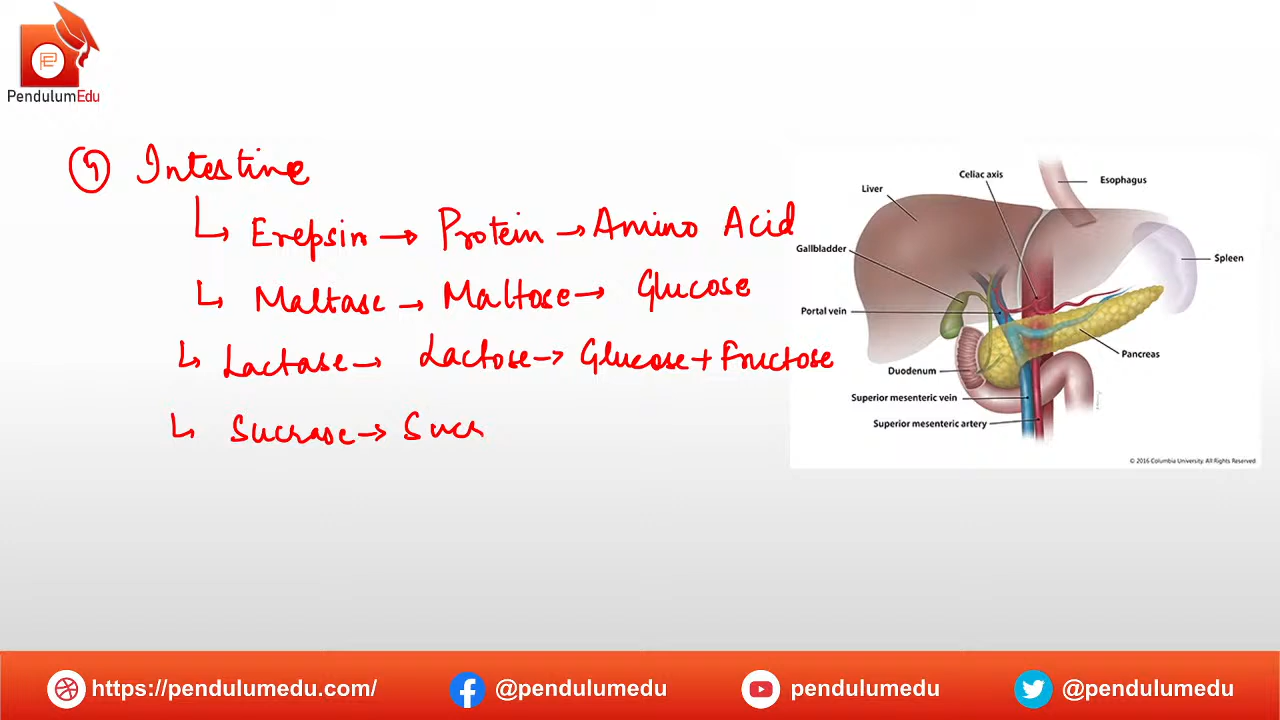 PendulumEdu
④ Intestine
↳ Erepsin → Protein → Amino Acid
↳ Maltase → Maltose → Glucose
↳ Lactase → Lactose → Glucose + Fructose
↳ Sucrase → Sucr
Liver
Celiac axis
Esophagus
Gallbladder
Spleen
Portal vein
Pancreas
Duodenum
Superior mesenteric vein
Superior mesenteric artery
© 2016 Columbia University. All Rights Reserved
https://pendulumedu.com/ @pendulumedu pendulumedu @pendulumedu